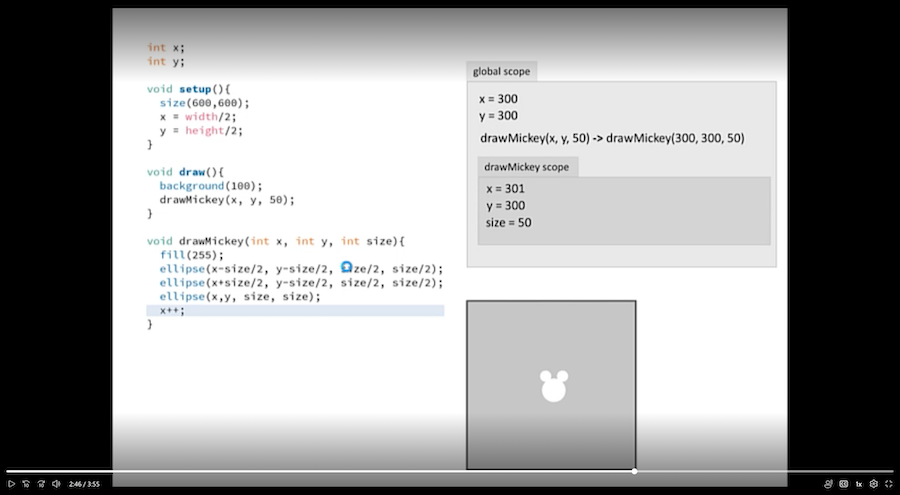 int x;
int y;
void setup(){
size(600,600);
x = width/2;
y = height/2;
}
void draw(){
background(100);
drawMickey(x, y, 50);
}
void drawMickey(int x, int y, int size){
fill(255);
ellipse(x-size/2, y-size/2, size/2, size/2);
ellipse(x+size/2, y-size/2, size/2, size/2);
ellipse(x,y, size, size);
x++;
}
global scope
x = 300
y = 300
drawMickey(x, y, 50) -> drawMickey(300, 300, 50)
drawMickey scope
x = 301
y = 300
size = 50
2:46 / 3:55
1x